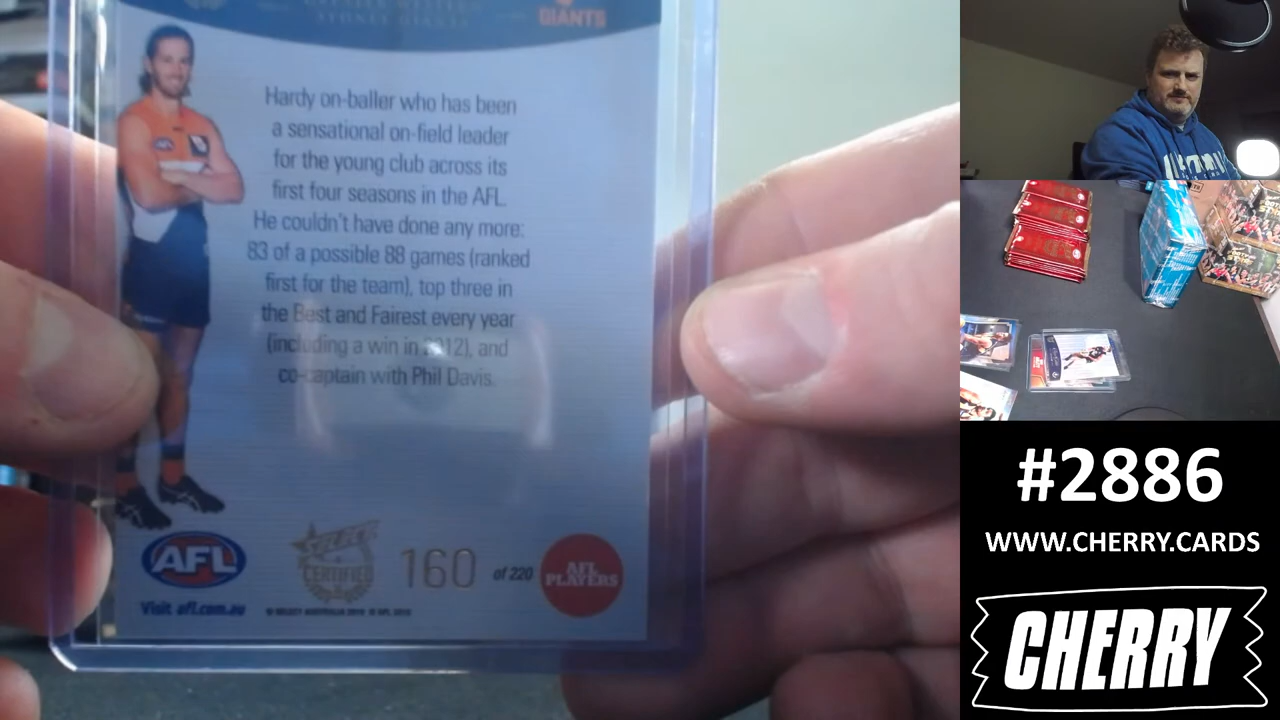 GIANTS
SYDNEY GIANTS
Hardy on-baller who has been
a sensational on-field leader
for the young club across its
first four seasons in the AFL.
He couldn't have done any more:
83 of a possible 88 games (ranked
first for the team), top three in
the Best and Fairest every year
(including a win in 2012), and
co-captain with Phil Davis.
AFL
Visit afl.com.au
SELECT
CERTIFIED
160 of 220
AFL
PLAYERS
#2886
WWW.CHERRY.CARDS
CHERRY